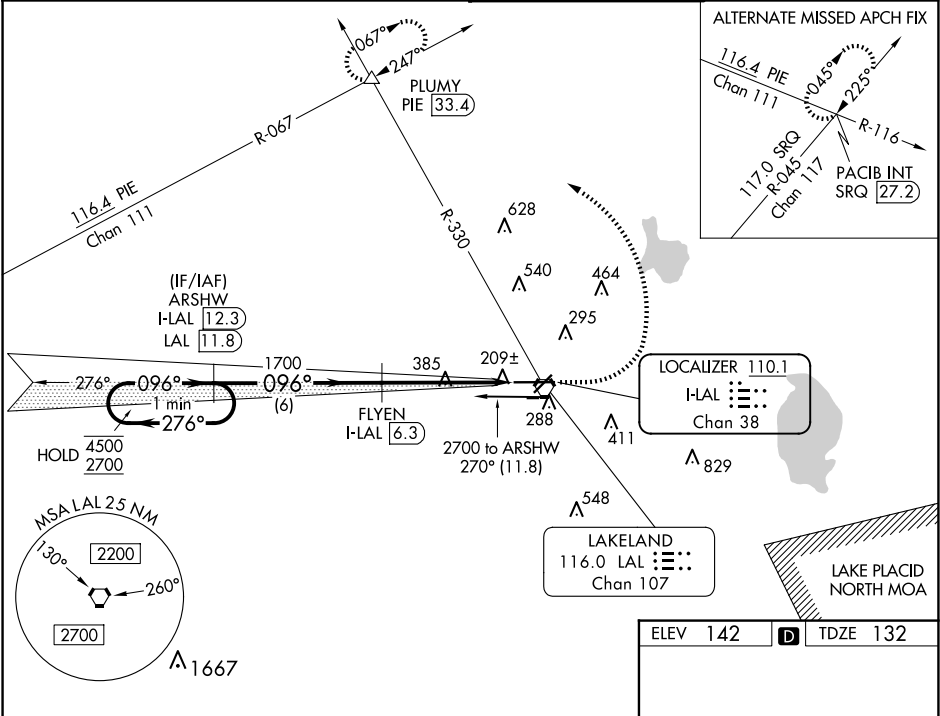 ALTERNATE MISSED APCH FIX
116.4 PIE
Chan 111
045°
225°
R-116
117.0 SRQ
R-045
Chan 117
PACIB INT
SRQ 27.2
067°
247°
PLUMY
PIE 33.4
R-067
116.4 PIE
Chan 111
R-330
628
540
464
295
(IF/IAF)
ARSHW
I-LAL 12.3
LAL 11.8
1700
385
209±
276°
096°
096°
1 min
(6)
276°
FLYEN
I-LAL 6.3
288
HOLD
4500
2700
2700 to ARSHW
270° (11.8)
LOCALIZER 110.1
I-LAL
Chan 38
411
829
548
LAKELAND
116.0 LAL
Chan 107
MSA LAL 25 NM
130°
2200
260°
2700
1667
LAKE PLACID
NORTH MOA
ELEV 142 D TDZE 132